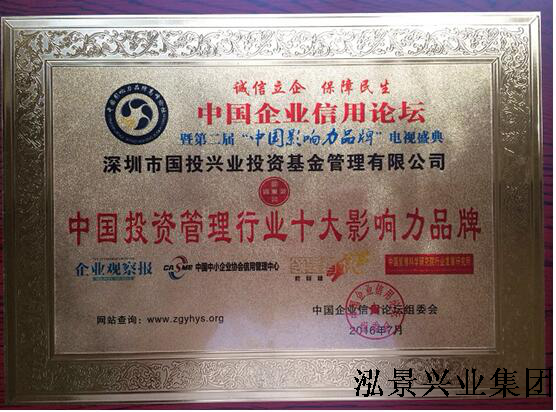 诚信立企 保障民生
中国企业信用论坛
暨第二届“中国影响力品牌”电视盛典
深圳市国投兴业投资基金管理有限公司
中国投资管理行业十大影响力品牌
企业观察报
CASME 中国中小企业协会信用管理中心
网站查询：www.zgyhys.org
中国企业信用论坛组委会
2016年7月
泓景兴业集团